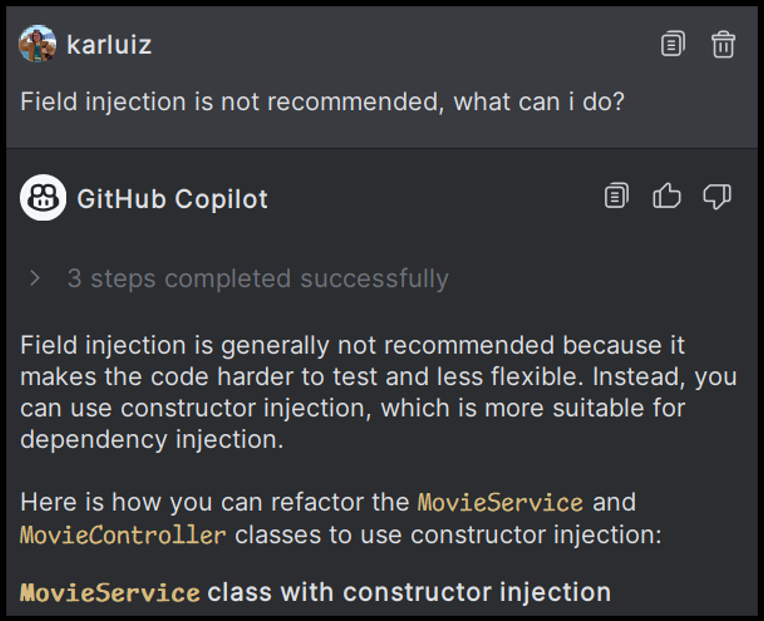 karluiz
Field injection is not recommended, what can i do?
GitHub Copilot
3 steps completed successfully
Field injection is generally not recommended because it
makes the code harder to test and less flexible. Instead, you
can use constructor injection, which is more suitable for
dependency injection.
Here is how you can refactor the MovieService and
MovieController classes to use constructor injection:
MovieService class with constructor injection